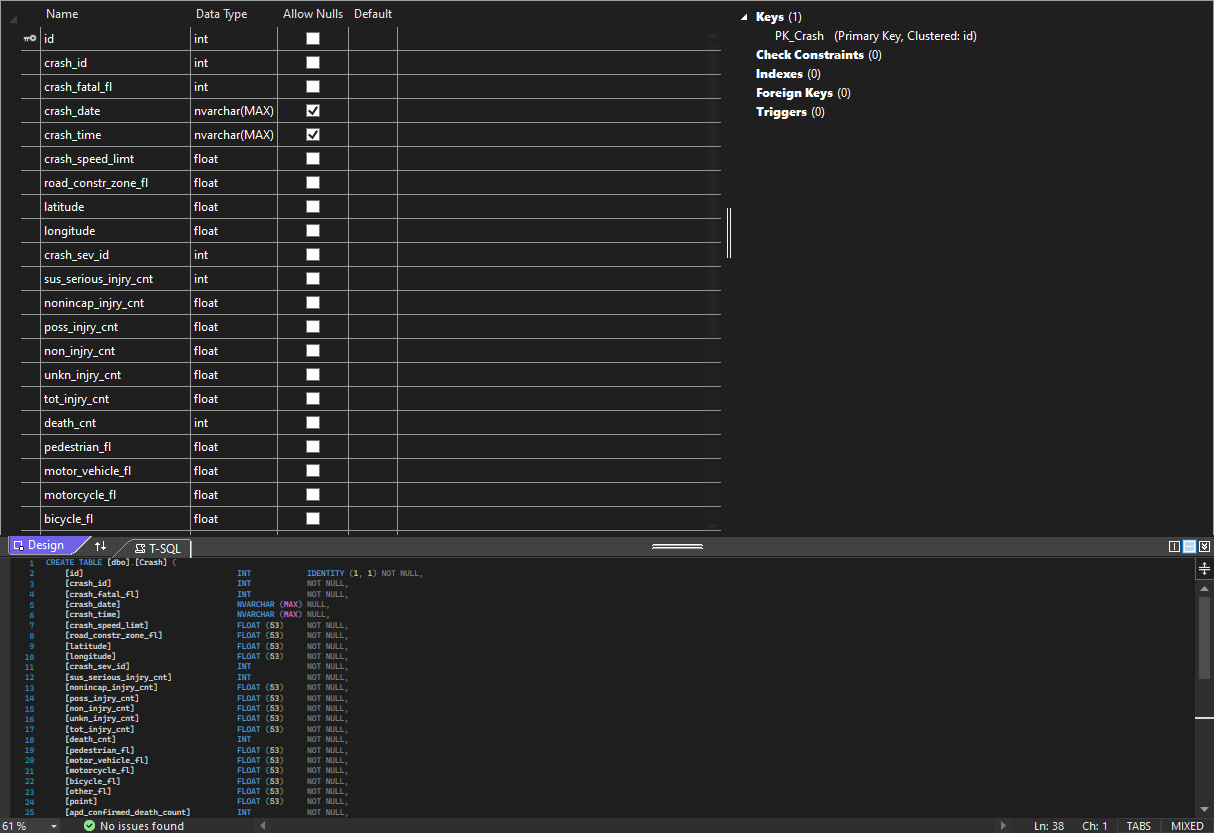 Name Data Type Allow Nulls Default
id int
crash_id int
crash_fatal_fl int
crash_date nvarchar(MAX)
crash_time nvarchar(MAX)
crash_speed_limt float
road_constr_zone_fl float
latitude float
longitude float
crash_sev_id int
sus_serious_injry_cnt int
nonincap_injry_cnt float
poss_injry_cnt float
non_injry_cnt float
unkn_injry_cnt float
tot_injry_cnt float
death_cnt int
pedestrian_fl float
motor_vehicle_fl float
motorcycle_fl float
bicycle_fl float
Keys (1)
PK_Crash (Primary Key, Clustered: id)
Check Constraints (0)
Indexes (0)
Foreign Keys (0)
Triggers (0)
Design T-SQL
1 CREATE TABLE [dbo].[Crash] (
2 [id] INT IDENTITY (1, 1) NOT NULL,
3 [crash_id] INT NOT NULL,
4 [crash_fatal_fl] INT NOT NULL,
5 [crash_date] NVARCHAR (MAX) NULL,
6 [crash_time] NVARCHAR (MAX) NULL,
7 [crash_speed_limt] FLOAT (53) NOT NULL,
8 [road_constr_zone_fl] FLOAT (53) NOT NULL,
9 [latitude] FLOAT (53) NOT NULL,
10 [longitude] FLOAT (53) NOT NULL,
11 [crash_sev_id] INT NOT NULL,
12 [sus_serious_injry_cnt] INT NOT NULL,
13 [nonincap_injry_cnt] FLOAT (53) NOT NULL,
14 [poss_injry_cnt] FLOAT (53) NOT NULL,
15 [non_injry_cnt] FLOAT (53) NOT NULL,
16 [unkn_injry_cnt] FLOAT (53) NOT NULL,
17 [tot_injry_cnt] FLOAT (53) NOT NULL,
18 [death_cnt] INT NOT NULL,
19 [pedestrian_fl] FLOAT (53) NOT NULL,
20 [motor_vehicle_fl] FLOAT (53) NOT NULL,
21 [motorcycle_fl] FLOAT (53) NOT NULL,
22 [bicycle_fl] FLOAT (53) NOT NULL,
23 [other_fl] FLOAT (53) NOT NULL,
24 [point] FLOAT (53) NOT NULL,
25 [apd_confirmed_death_count] INT NOT NULL,
61 % No issues found Ln: 38 Ch: 1 TABS MIXED